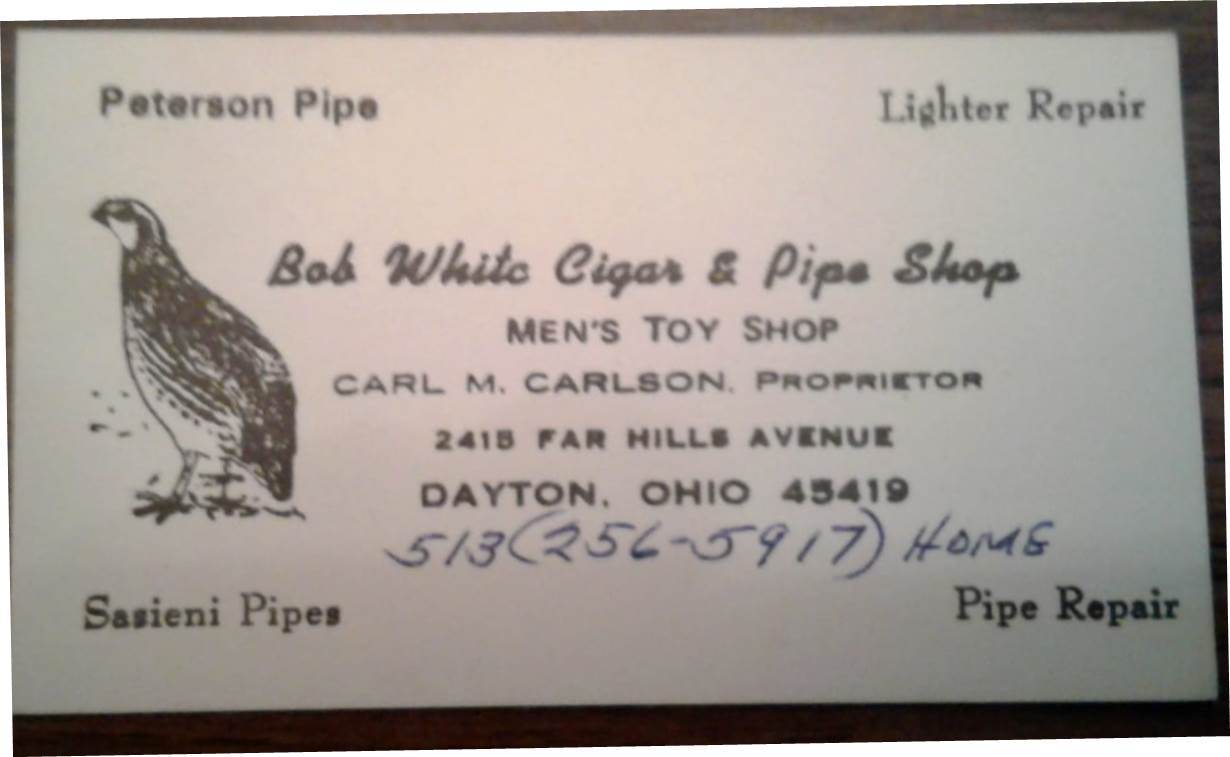 Peterson Pipe
Lighter Repair
Bob White Cigar & Pipe Shop
MEN'S TOY SHOP
CARL M. CARLSON, PROPRIETOR
2415 FAR HILLS AVENUE
DAYTON, OHIO 45419
513(256-5917) HOME
Sasieni Pipes
Pipe Repair